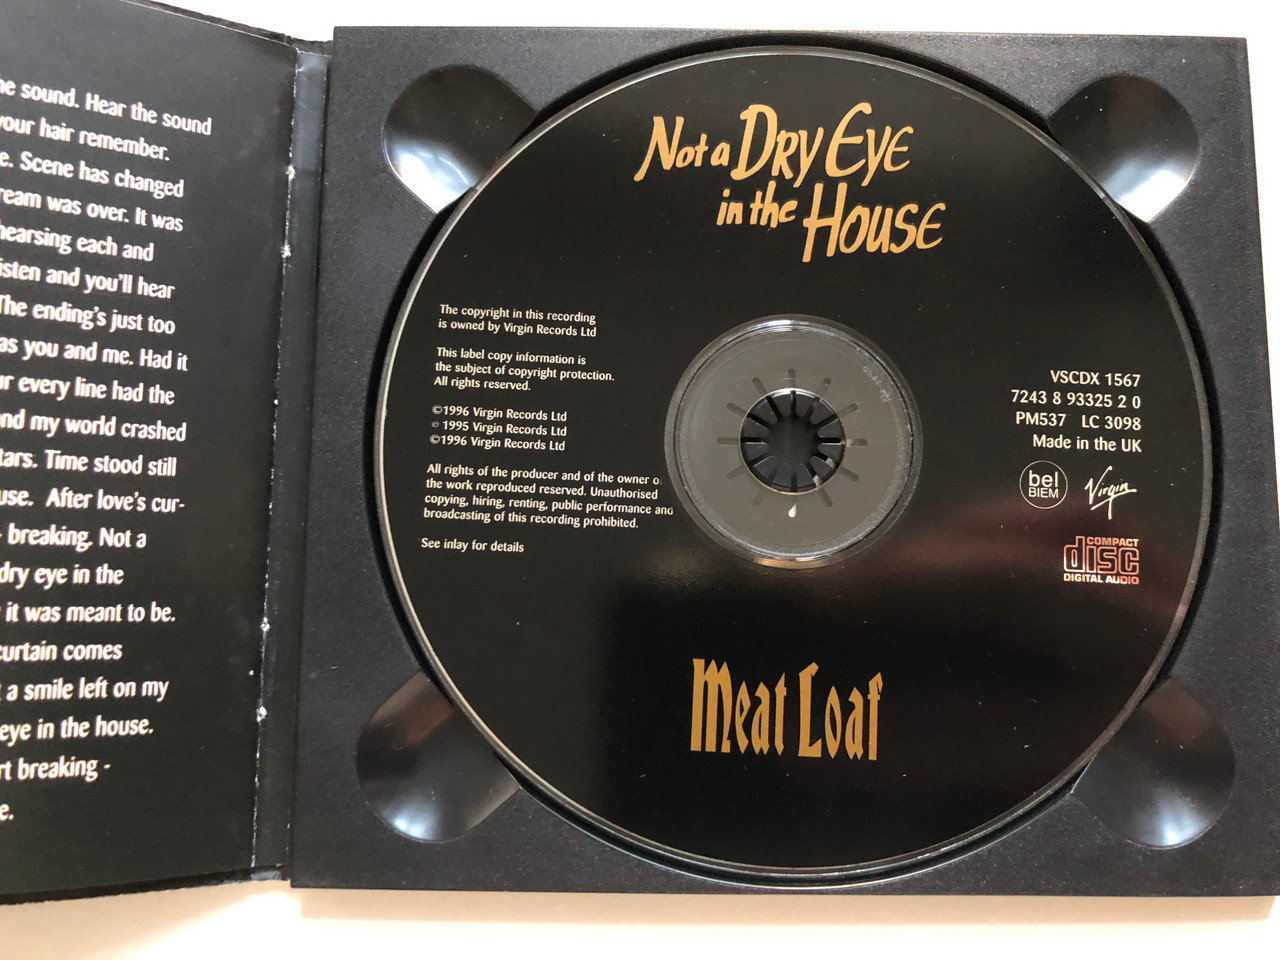 he sound. Hear the sound
your hair remember.
e. Scene has changed
ream was over. It was
hearsing each and
isten and you'll hear
The ending's just too
as you and me. Had it
ur every line had the
nd my world crashed
tars. Time stood still
use. After love's cur-
- breaking. Not a
dry eye in the
it was meant to be.
curtain comes
t a smile left on my
eye in the house.
rt breaking -
e.
Not a Dry Eye
in the House
The copyright in this recording
is owned by Virgin Records Ltd
This label copy information is
the subject of copyright protection.
All rights reserved.
©1996 Virgin Records Ltd
℗ 1995 Virgin Records Ltd
©1996 Virgin Records Ltd
All rights of the producer and of the owner of
the work reproduced reserved. Unauthorised
copying, hiring, renting, public performance and
broadcasting of this recording prohibited.
See inlay for details
VSCDX 1567
7243 8 93325 2 0
PM537 LC 3098
Made in the UK
bel
BIEM
Virgin
COMPACT
disc
DIGITAL AUDIO
Meat Loaf